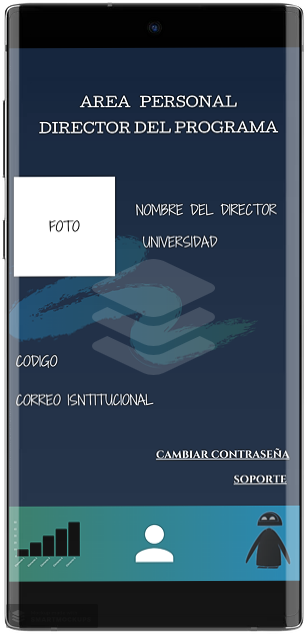 AREA PERSONAL
DIRECTOR DEL PROGRAMA
FOTO
NOMBRE DEL DIRECTOR
UNIVERSIDAD
CODIGO
CORREO ISNTITUCIONAL
CAMBIAR CONTRASEÑA
SOPORTE